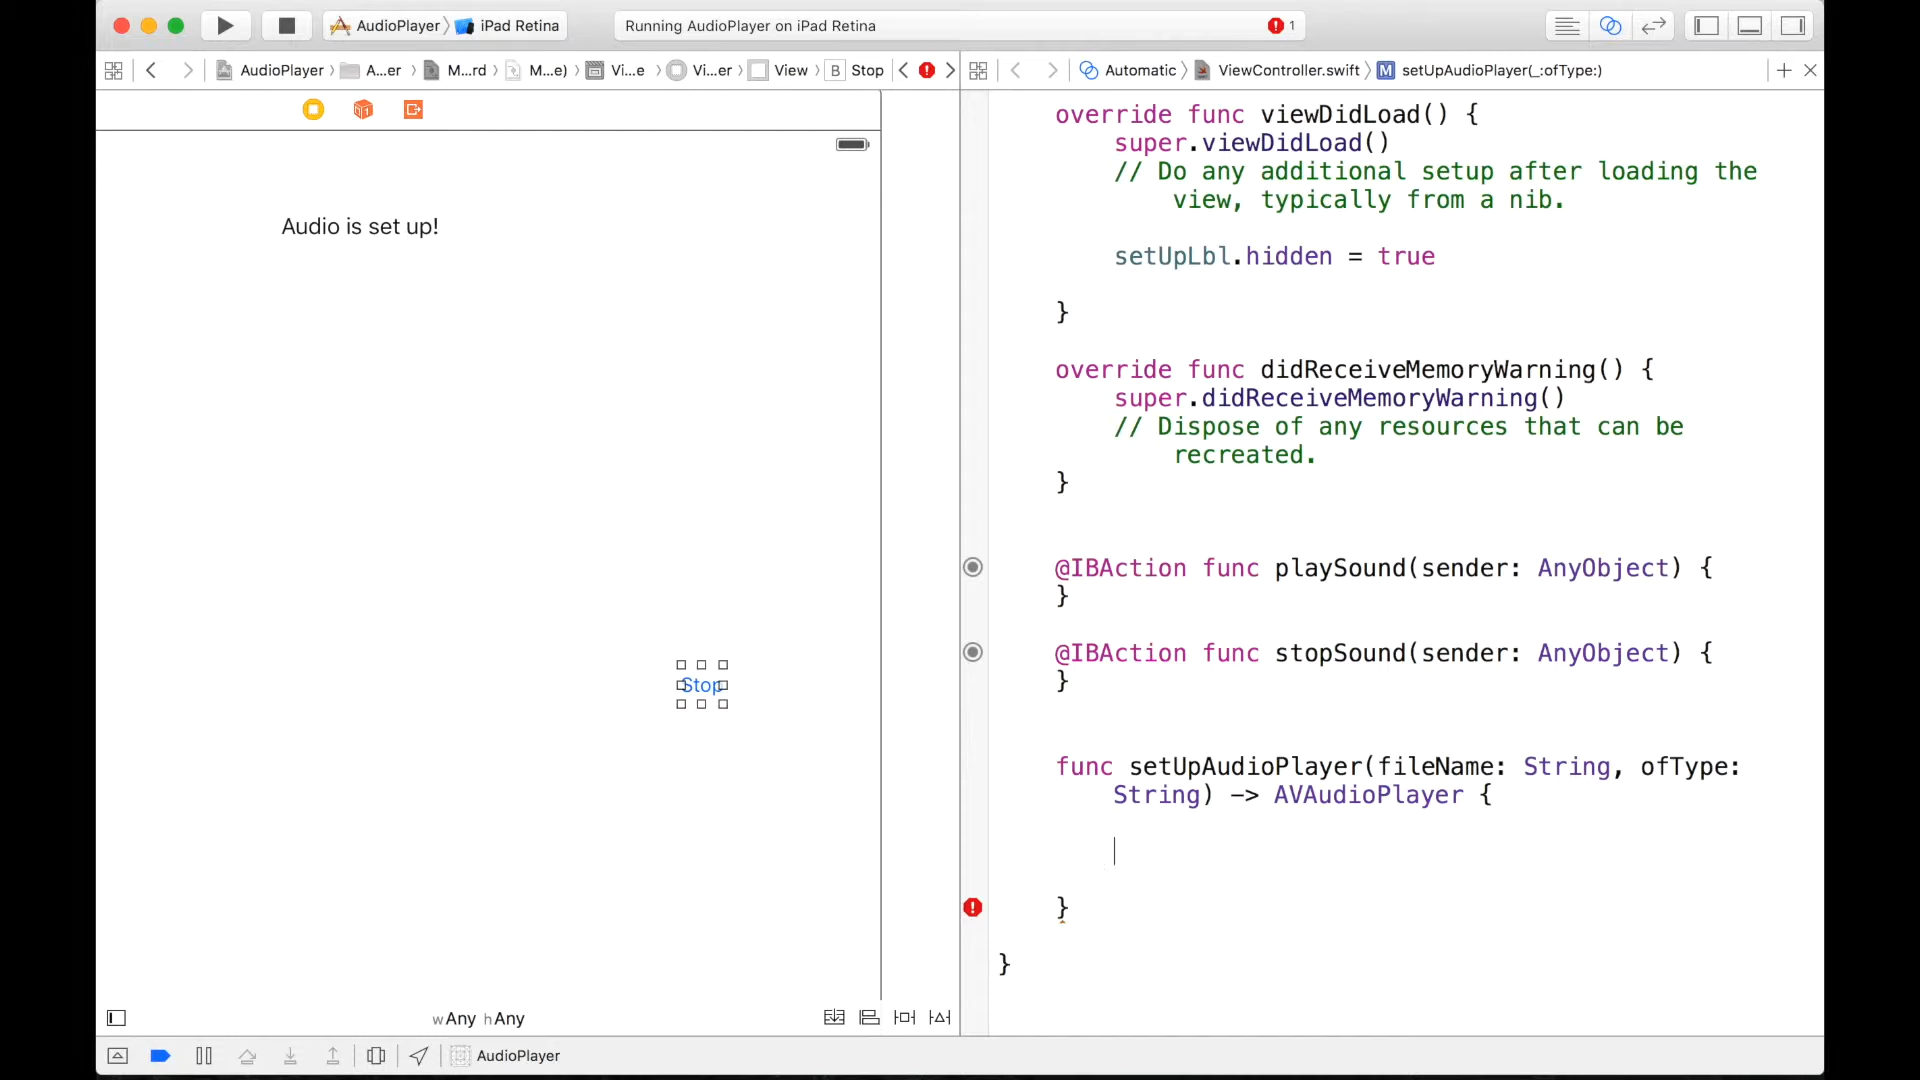 AudioPlayer iPad Retina
Running AudioPlayer on iPad Retina
1
AudioPlayer A...er M...rd M...e) Vi...e Vi...er View B Stop
Automatic ViewController.swift M setUpAudioPlayer(_:ofType:)
Audio is set up!
Stop
wAny hAny
AudioPlayer
override func viewDidLoad() {
super.viewDidLoad()
// Do any additional setup after loading the
view, typically from a nib.
setUpLbl.hidden = true
}
override func didReceiveMemoryWarning() {
super.didReceiveMemoryWarning()
// Dispose of any resources that can be
recreated.
}
@IBAction func playSound(sender: AnyObject) {
}
@IBAction func stopSound(sender: AnyObject) {
}
func setUpAudioPlayer(fileName: String, ofType:
String) -> AVAudioPlayer {
}
}